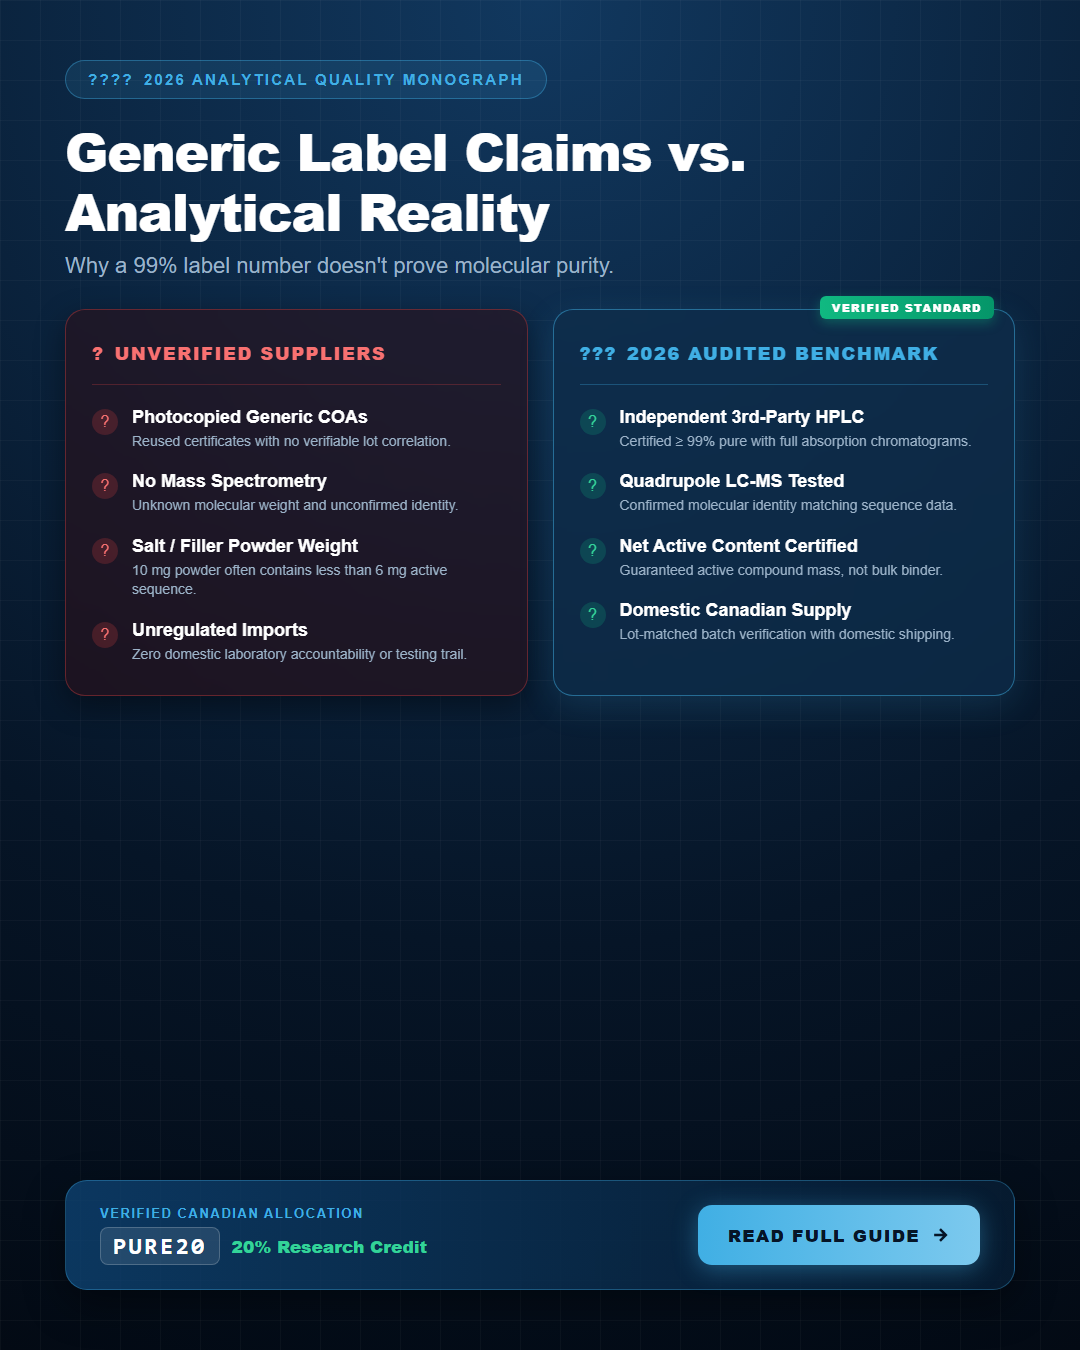 ???? 2026 ANALYTICAL QUALITY MONOGRAPH
Generic Label Claims vs.
Analytical Reality
Why a 99% label number doesn't prove molecular purity.
? UNVERIFIED SUPPLIERS
? Photocopied Generic COAs
Reused certificates with no verifiable lot correlation.
? No Mass Spectrometry
Unknown molecular weight and unconfirmed identity.
? Salt / Filler Powder Weight
10 mg powder often contains less than 6 mg active
sequence.
? Unregulated Imports
Zero domestic laboratory accountability or testing trail.
VERIFIED STANDARD
??? 2026 AUDITED BENCHMARK
? Independent 3rd-Party HPLC
Certified ≥ 99% pure with full absorption chromatograms.
? Quadrupole LC-MS Tested
Confirmed molecular identity matching sequence data.
? Net Active Content Certified
Guaranteed active compound mass, not bulk binder.
? Domestic Canadian Supply
Lot-matched batch verification with domestic shipping.
VERIFIED CANADIAN ALLOCATION
PURE20 20% Research Credit
READ FULL GUIDE →